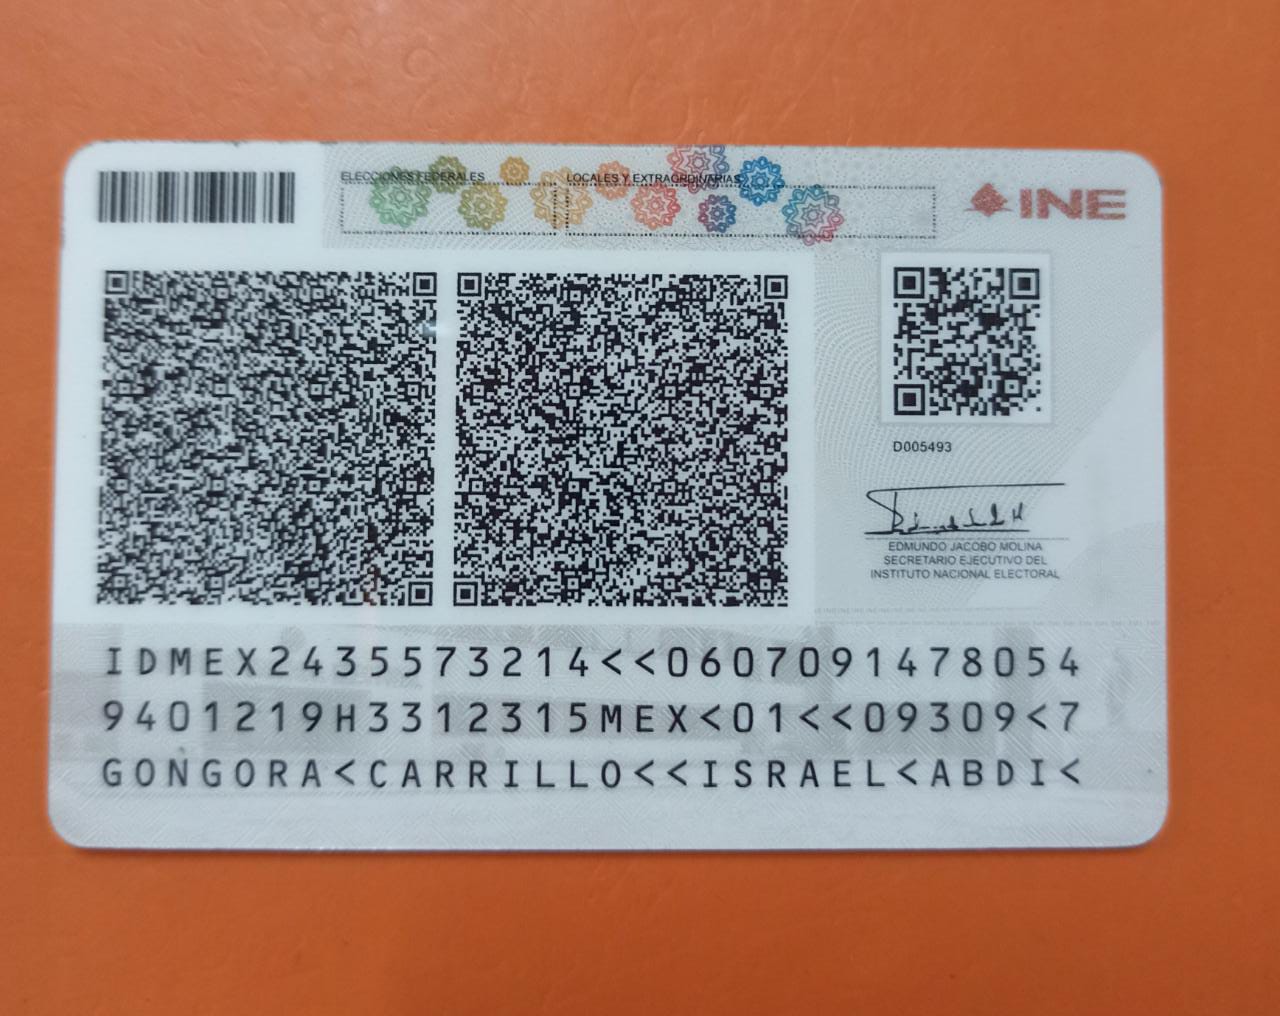 ELECCIONES FEDERALES LOCALES Y EXTRAORDINARIAS
INE
D005493
EDMUNDO JACOBO MOLINA
SECRETARIO EJECUTIVO DEL
INSTITUTO NACIONAL ELECTORAL
IDMEX2435573214<<0607091478054
9401219H3312315MEX<01<<09309<7
GONGORA<CARRILLO<<ISRAEL<ABDI<